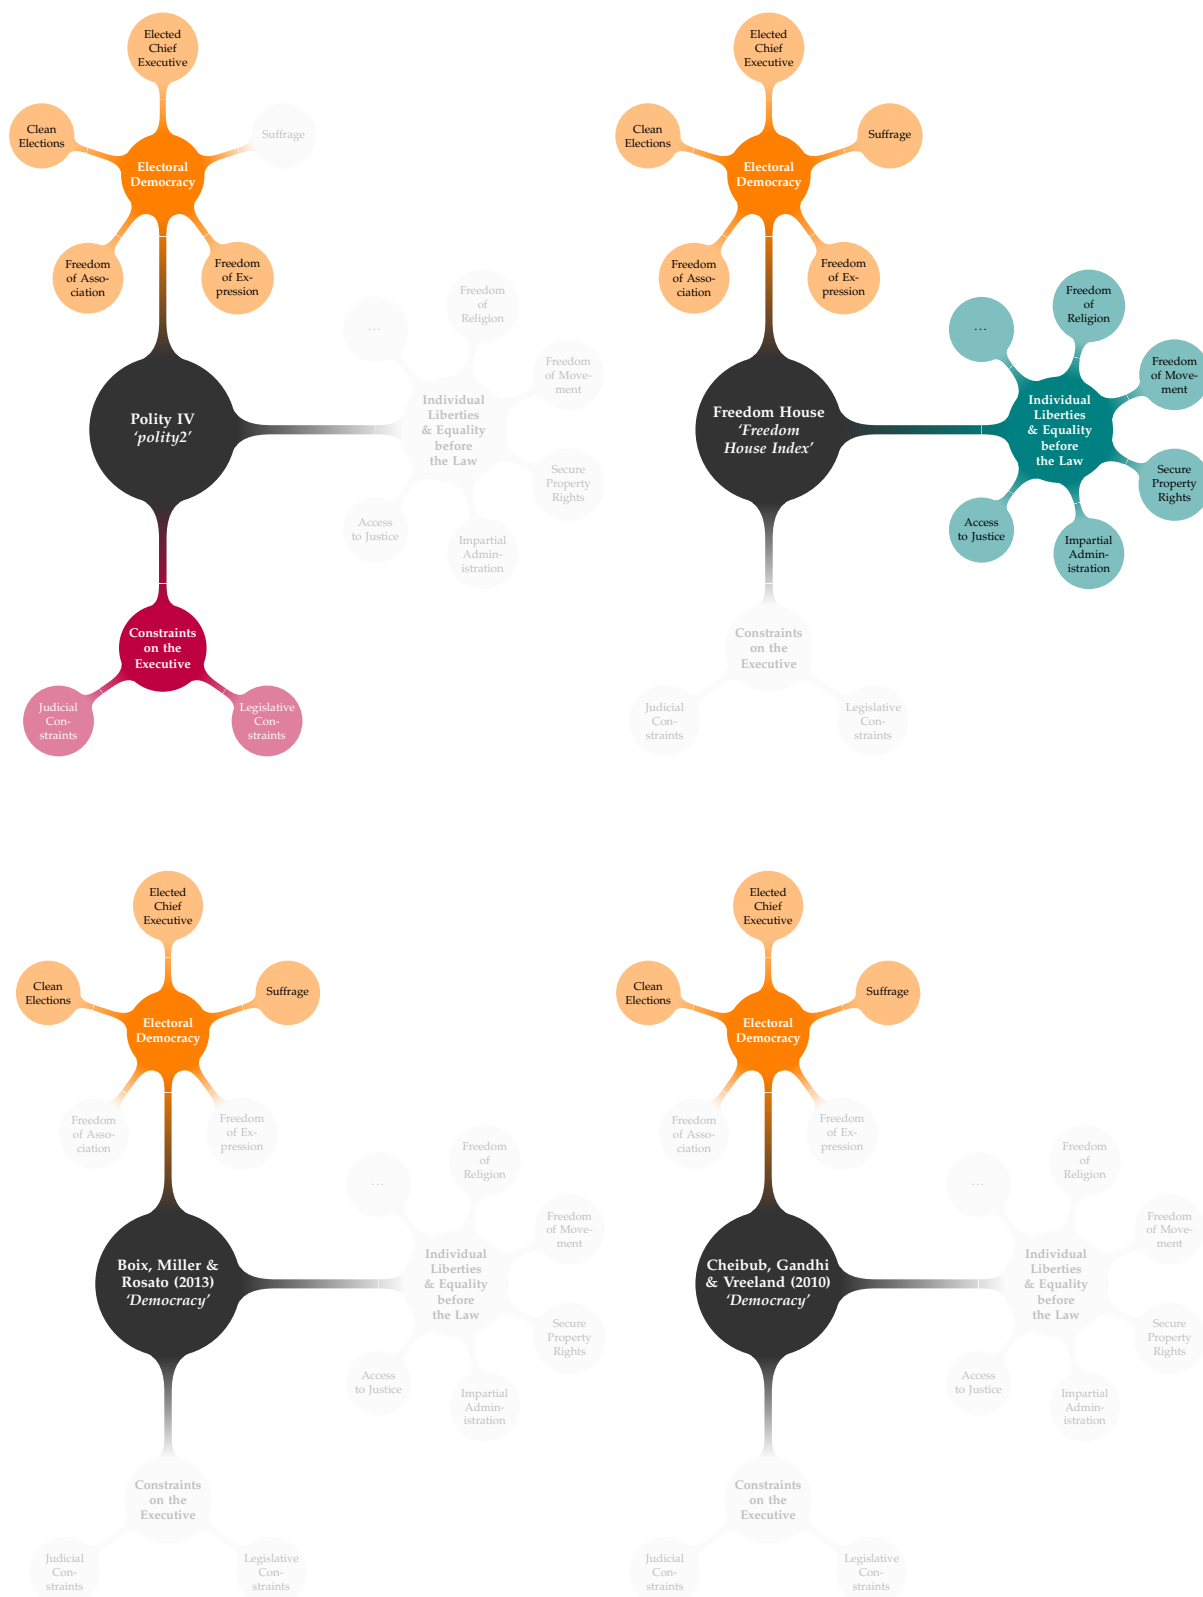 Elected
Chief
Executive
Clean
Elections
Suffrage
Electoral
Democracy
Freedom
of Asso-
ciation
Freedom
of Ex-
pression
Polity IV
‘polity2’
...
Freedom
of
Religion
Freedom
of Move-
ment
Individual
Liberties
& Equality
before
the Law
Secure
Property
Rights
Access
to Justice
Impartial
Admin-
istration
Constraints
on the
Executive
Judicial
Con-
straints
Legislative
Con-
straints
Elected
Chief
Executive
Clean
Elections
Suffrage
Electoral
Democracy
Freedom
of Asso-
ciation
Freedom
of Ex-
pression
Freedom House
‘Freedom
House Index’
...
Freedom
of
Religion
Freedom
of Move-
ment
Individual
Liberties
& Equality
before
the Law
Secure
Property
Rights
Access
to Justice
Impartial
Admin-
istration
Constraints
on the
Executive
Judicial
Con-
straints
Legislative
Con-
straints
Elected
Chief
Executive
Clean
Elections
Suffrage
Electoral
Democracy
Freedom
of Asso-
ciation
Freedom
of Ex-
pression
Boix, Miller &
Rosato (2013)
‘Democracy’
...
Freedom
of
Religion
Freedom
of Move-
ment
Individual
Liberties
& Equality
before
the Law
Secure
Property
Rights
Access
to Justice
Impartial
Admin-
istration
Constraints
on the
Executive
Judicial
Con-
straints
Legislative
Con-
straints
Elected
Chief
Executive
Clean
Elections
Suffrage
Electoral
Democracy
Freedom
of Asso-
ciation
Freedom
of Ex-
pression
Cheibub, Gandhi
& Vreeland (2010)
‘Democracy’
...
Freedom
of
Religion
Freedom
of Move-
ment
Individual
Liberties
& Equality
before
the Law
Secure
Property
Rights
Access
to Justice
Impartial
Admin-
istration
Constraints
on the
Executive
Judicial
Con-
straints
Legislative
Con-
straints